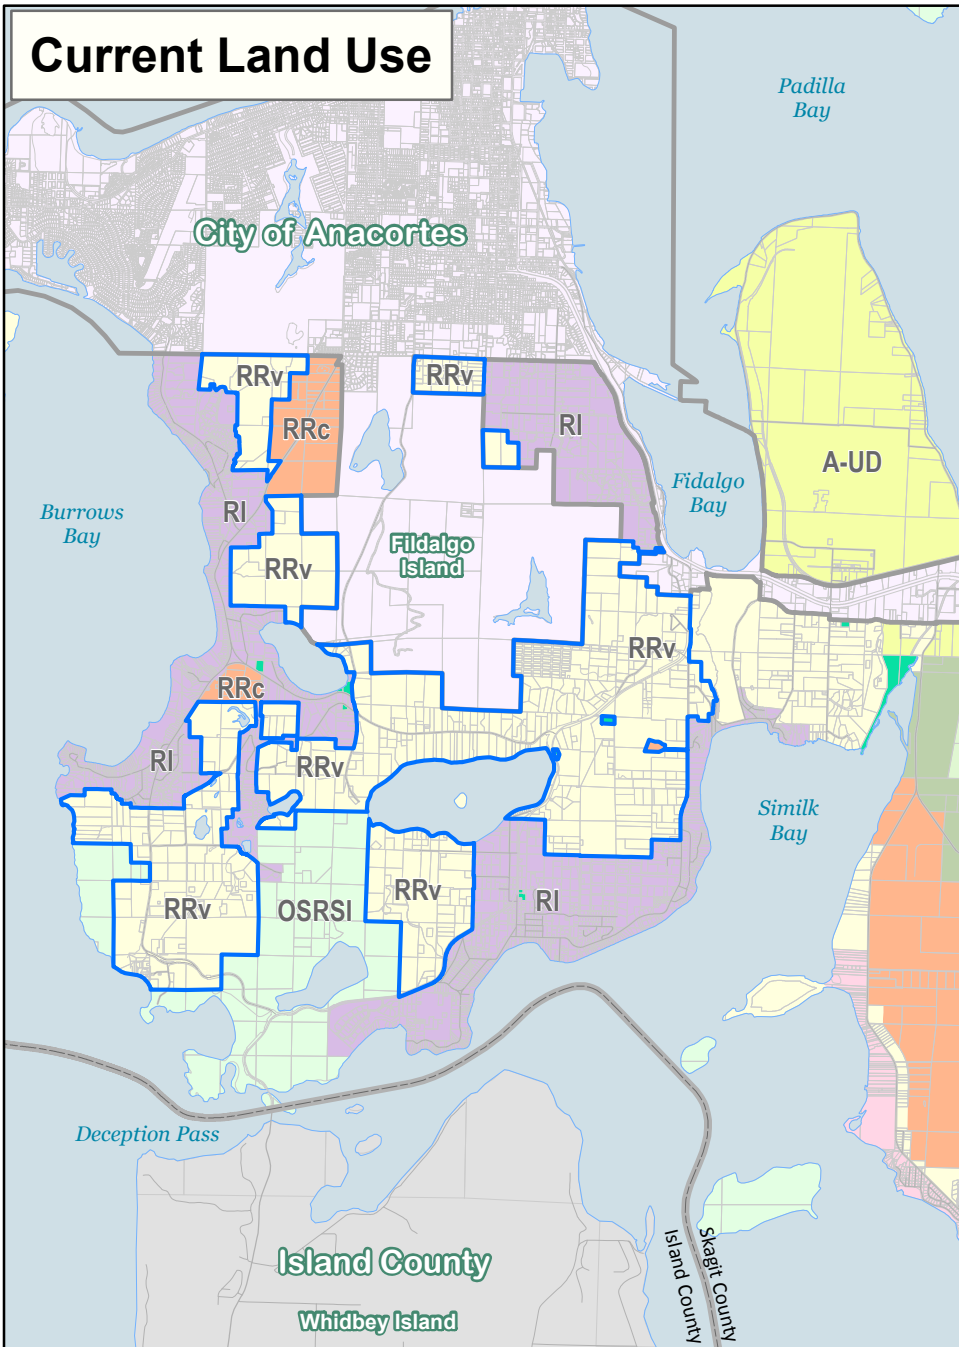 Current Land Use
Padilla
Bay
City of Anacortes
RRv
RRv
RRc
RI
A-UD
Fidalgo
Bay
Burrows
Bay
RI
Fildalgo
Island
RRv
RRv
RRc
RI
RRv
Similk
Bay
RRv
OSRSI
RRv
RI
Deception Pass
Skagit County
Island County
Island County
Whidbey Island